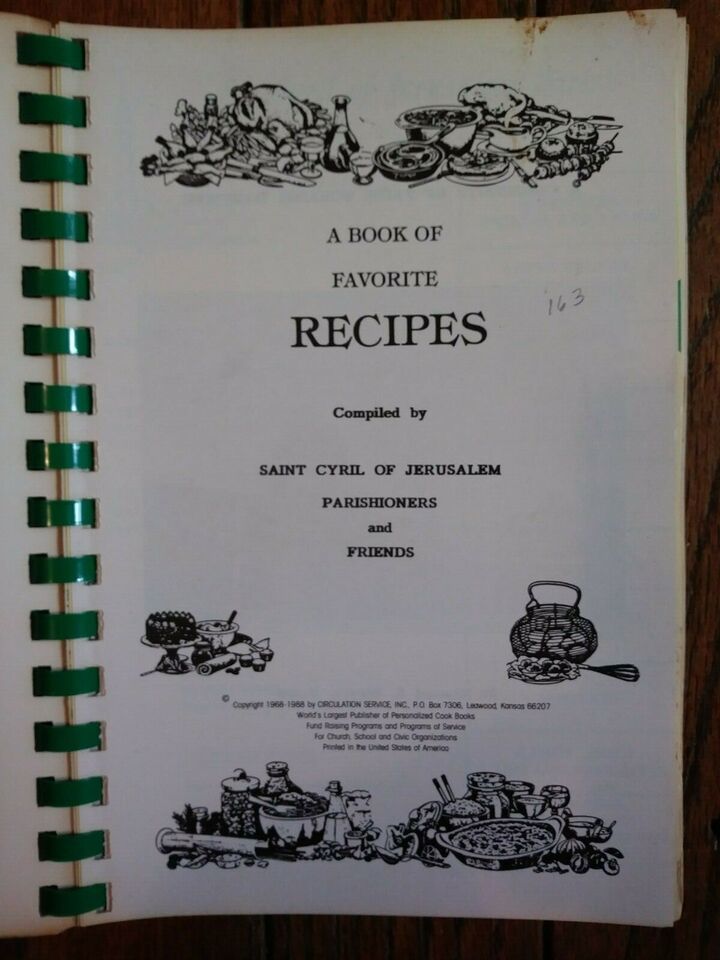 A BOOK OF
FAVORITE
RECIPES
163
Compiled by
SAINT CYRIL OF JERUSALEM
PARISHIONERS
and
FRIENDS
© Copyright 1968-1988 by CIRCULATION SERVICE, INC., P.O. Box 7306, Leawood, Kansas 66207
World's Largest Publisher of Personalized Cook Books
Fund Raising Programs and Programs of Service
For Church, School and Civic Organizations
Printed in the United States of America